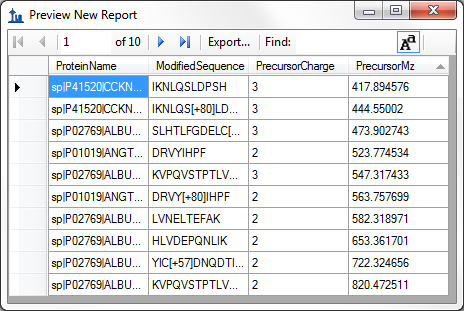 Preview New Report
1 of 10 Export... Find: Aa
ProteinName ModifiedSequence PrecursorCharge PrecursorMz
sp|P41520|CCKN... IKNLQSLDPSH 3 417.894576
sp|P41520|CCKN... IKNLQS[+80]LD... 3 444.55002
sp|P02769|ALBU... SLHTLFGDELC[... 3 473.902743
sp|P01019|ANGT... DRVYIHPF 2 523.774534
sp|P02769|ALBU... KVPQVSTPTLV... 3 547.317433
sp|P01019|ANGT... DRVY[+80]IHPF 2 563.757699
sp|P02769|ALBU... LVNELTEFAK 2 582.318971
sp|P02769|ALBU... HLVDEPQNLIK 2 653.361701
sp|P02769|ALBU... YIC[+57]DNQDTI... 2 722.324656
sp|P02769|ALBU... KVPQVSTPTLV... 2 820.472511